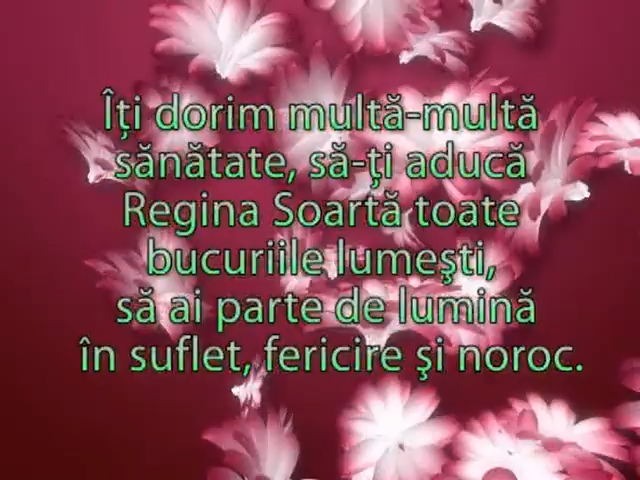 Îți dorim multă-multă
sănătate, să-ți aducă
Regina Soartă toate
bucuriile lumeşti,
să ai parte de lumină
în suflet, fericire şi noroc.